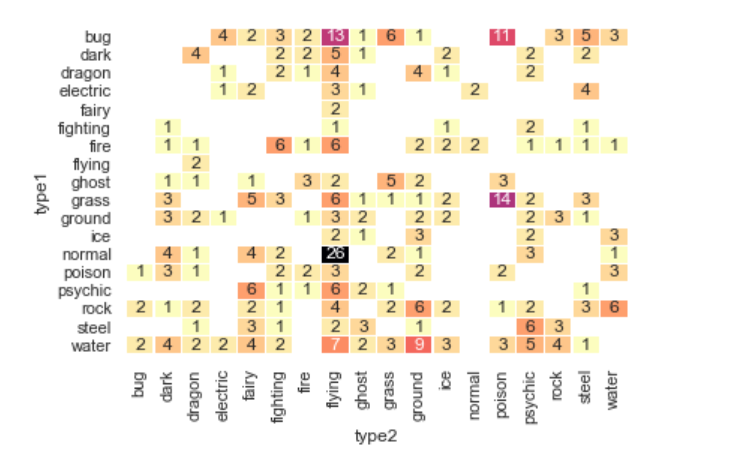 bug 4 2 3 2 13 1 6 1 11 3 5 3
dark 4 2 2 5 1 2 2 2
dragon 1 2 1 4 4 1 2
electric 1 2 3 1 2 4
fairy 2
fighting 1 1 1 2 1
fire 1 1 6 1 6 2 2 2 1 1 1 1
flying 2
ghost 1 1 1 3 2 5 2 3
grass 3 5 3 6 1 1 1 2 14 2 3
ground 3 2 1 1 3 2 2 2 2 3 1
ice 2 1 3 2 3
normal 4 1 4 2 26 2 1 3 1
poison 1 3 1 2 2 3 2 2 3
psychic 6 1 1 6 2 1 1
rock 2 1 2 2 1 4 2 6 2 1 2 3 6
steel 1 3 1 2 3 1 6 3
water 2 4 2 2 4 2 7 2 3 9 3 3 5 4 1
type1
bug dark dragon electric fairy fighting fire flying ghost grass ground ice normal poison psychic rock steel water
type2